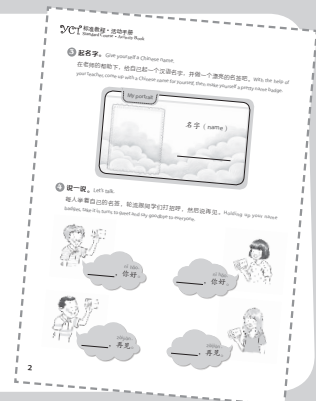 YCT 标准教程·活动手册
Standard Course · Activity Book
3 起名字。Give yourself a Chinese name.
在老师的帮助下，给自己起一个汉语名字，并做一个漂亮的名签吧。With the help of
your teacher, come up with a Chinese name for yourself, then make yourself a pretty name badge.
My portrait
名字（name）
4 说一说。Let's talk.
每人举着自己的名签，轮流跟同学们打招呼，然后说再见。Holding up your name
badges, take it in turns to greet and say goodbye to everyone.
nǐ hǎo
______，你好。
nǐ hǎo
______，你好。
zàijiàn
______，再见。
zàijiàn
______，再见。
2